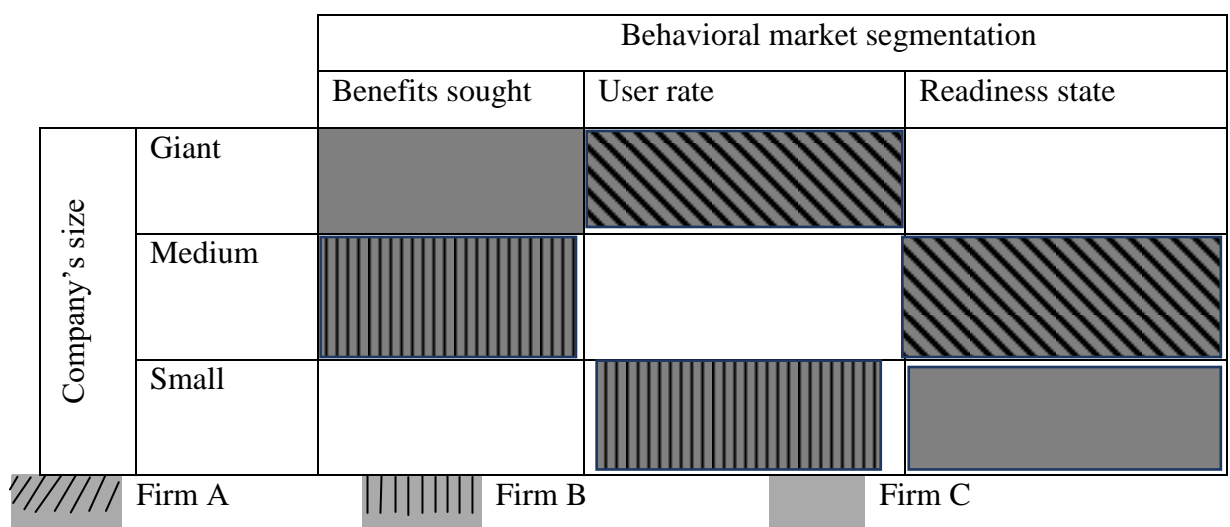 Behavioral market segmentation
Benefits sought User rate Readiness state
Company’s size
Giant
Medium
Small
Firm A Firm B Firm C